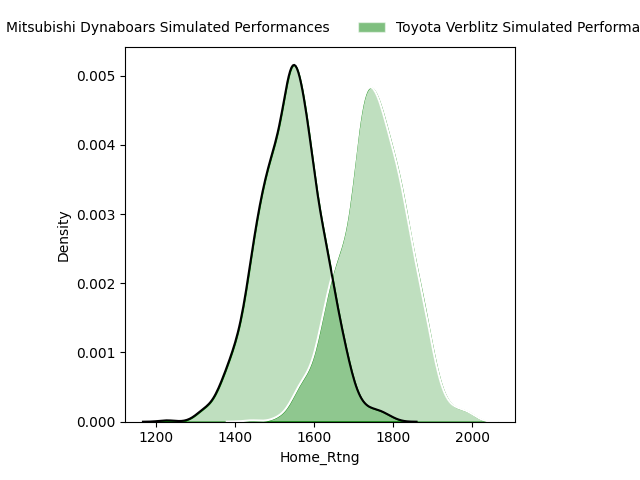 Mitsubishi Dynaboars Simulated Performances Toyota Verblitz Simulated Performa
0.005
0.004
0.003
0.002
0.001
0.000
Density
1200 1400 1600 1800 2000
Home_Rtng